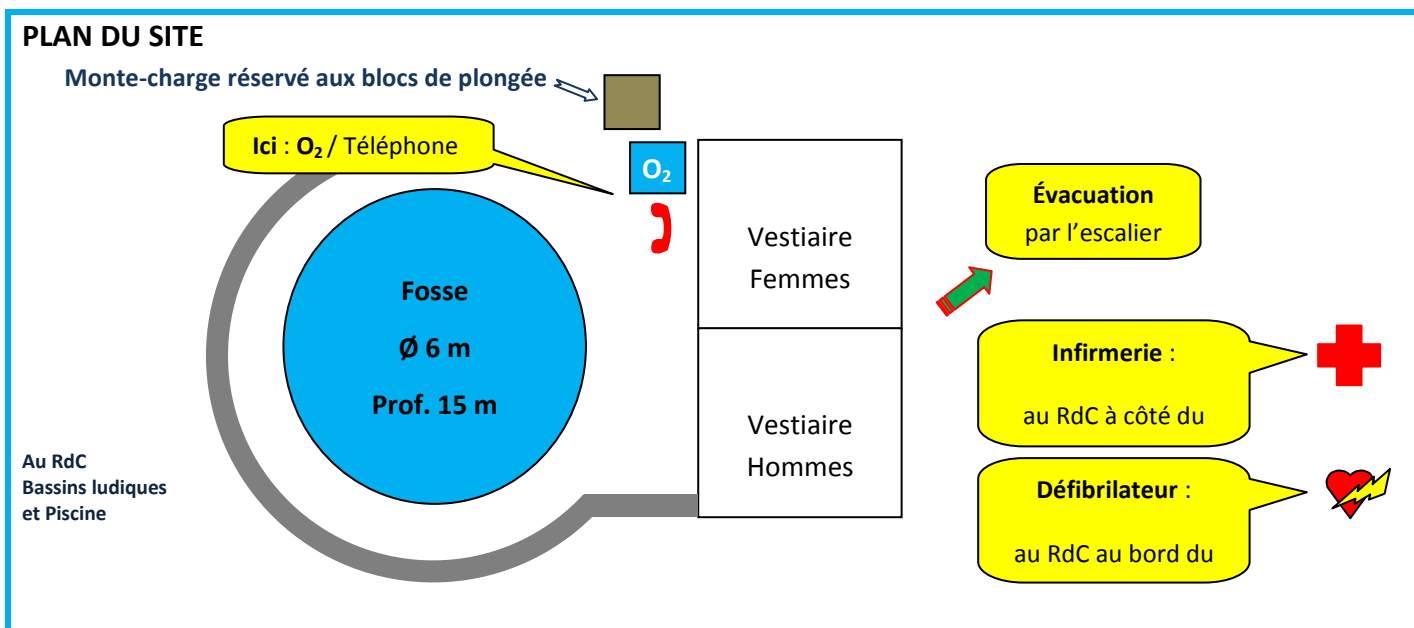 PLAN DU SITE
Monte-charge réservé aux blocs de plongée
Ici : O₂ / Téléphone
O₂
Vestiaire
Femmes
Évacuation
par l’escalier
Fosse
Ø 6 m
Prof. 15 m
Infirmerie :
au RdC à côté du
Vestiaire
Hommes
Au RdC
Bassins ludiques
et Piscine
Défibrilateur :
au RdC au bord du